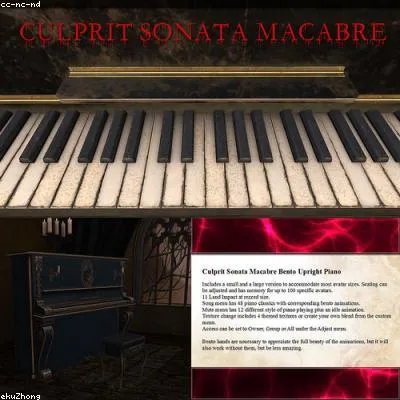 cc-nc-nd
CULPRIT SONATA MACABRE
Culprit Sonata Macabre Bento Upright Piano
Includes a small and a large version to accommodate most avatar sizes. Seating can
be adjusted and has memory for up to 100 specific avatars.
11 Land Impact at rezzed size.
Song menu has 48 piano classics with corresponding bento animations.
Mute menu has 12 different style of piano playing plus an idle animation.
Texture change includes 4 themed textures or create your own blend from the custom
menu.
Access can be set to Owner, Group or All under the Adjust menu.
Bento hands are necessary to appreciate the full beauty of the animations, but it will
also work without them, but be less amazing.
ekuZhong